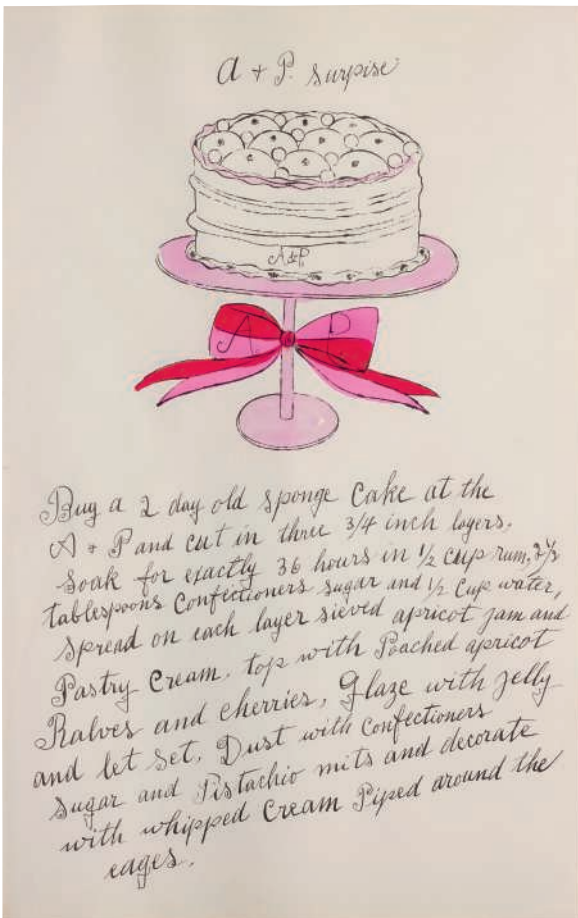 A + P. surprise
A & P.
A P
Buy a 2 day old sponge Cake at the
A + P and cut in three 3/4 inch layers.
Soak for exactly 36 hours in 1/2 cup rum, 2 1/2
tablespoons Confectioners sugar and 1/2 Cup water,
Spread on each layer sieved apricot jam and
Pastry Cream. top with Poached apricot
Halves and cherries, Glaze with jelly
and let set. Dust with Confectioners
Sugar and Pistachio nuts and decorate
with whipped Cream Piped around the
edges.